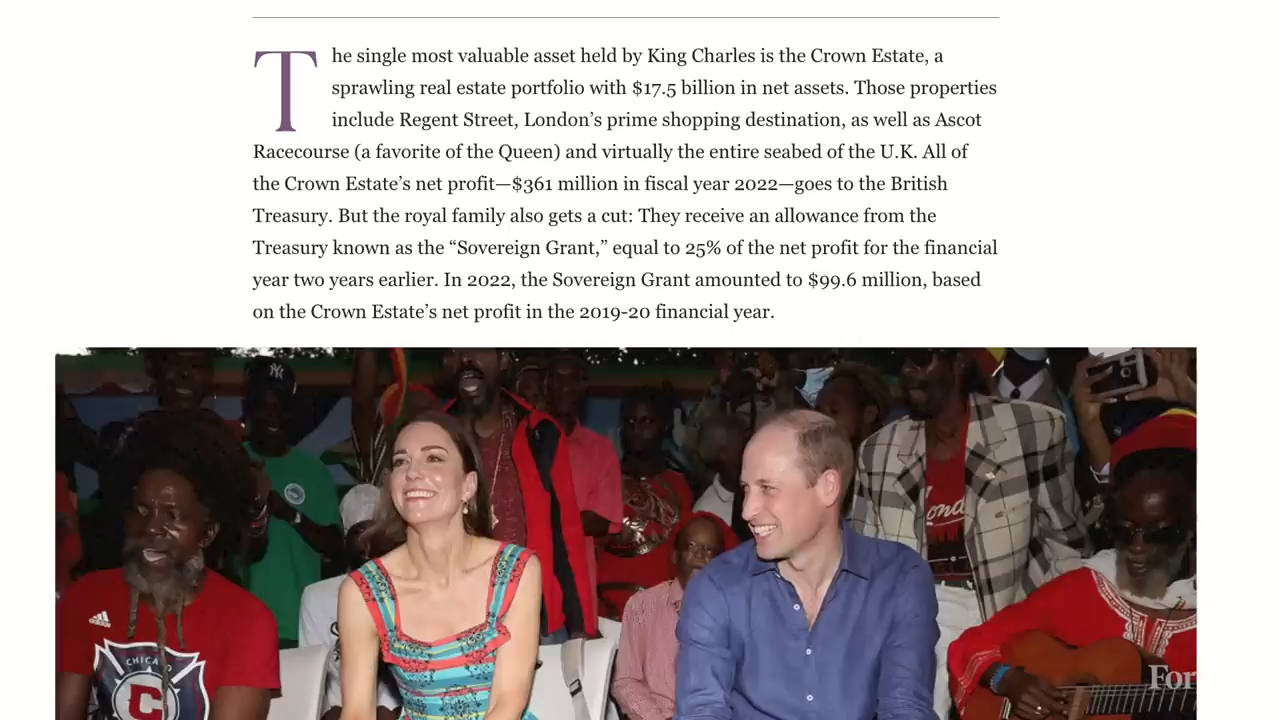 The single most valuable asset held by King Charles is the Crown Estate, a
sprawling real estate portfolio with $17.5 billion in net assets. Those properties
include Regent Street, London’s prime shopping destination, as well as Ascot
Racecourse (a favorite of the Queen) and virtually the entire seabed of the U.K. All of
the Crown Estate’s net profit—$361 million in fiscal year 2022—goes to the British
Treasury. But the royal family also gets a cut: They receive an allowance from the
Treasury known as the “Sovereign Grant,” equal to 25% of the net profit for the financial
year two years earlier. In 2022, the Sovereign Grant amounted to $99.6 million, based
on the Crown Estate’s net profit in the 2019-20 financial year.
adidas
CHICAGO
C
For